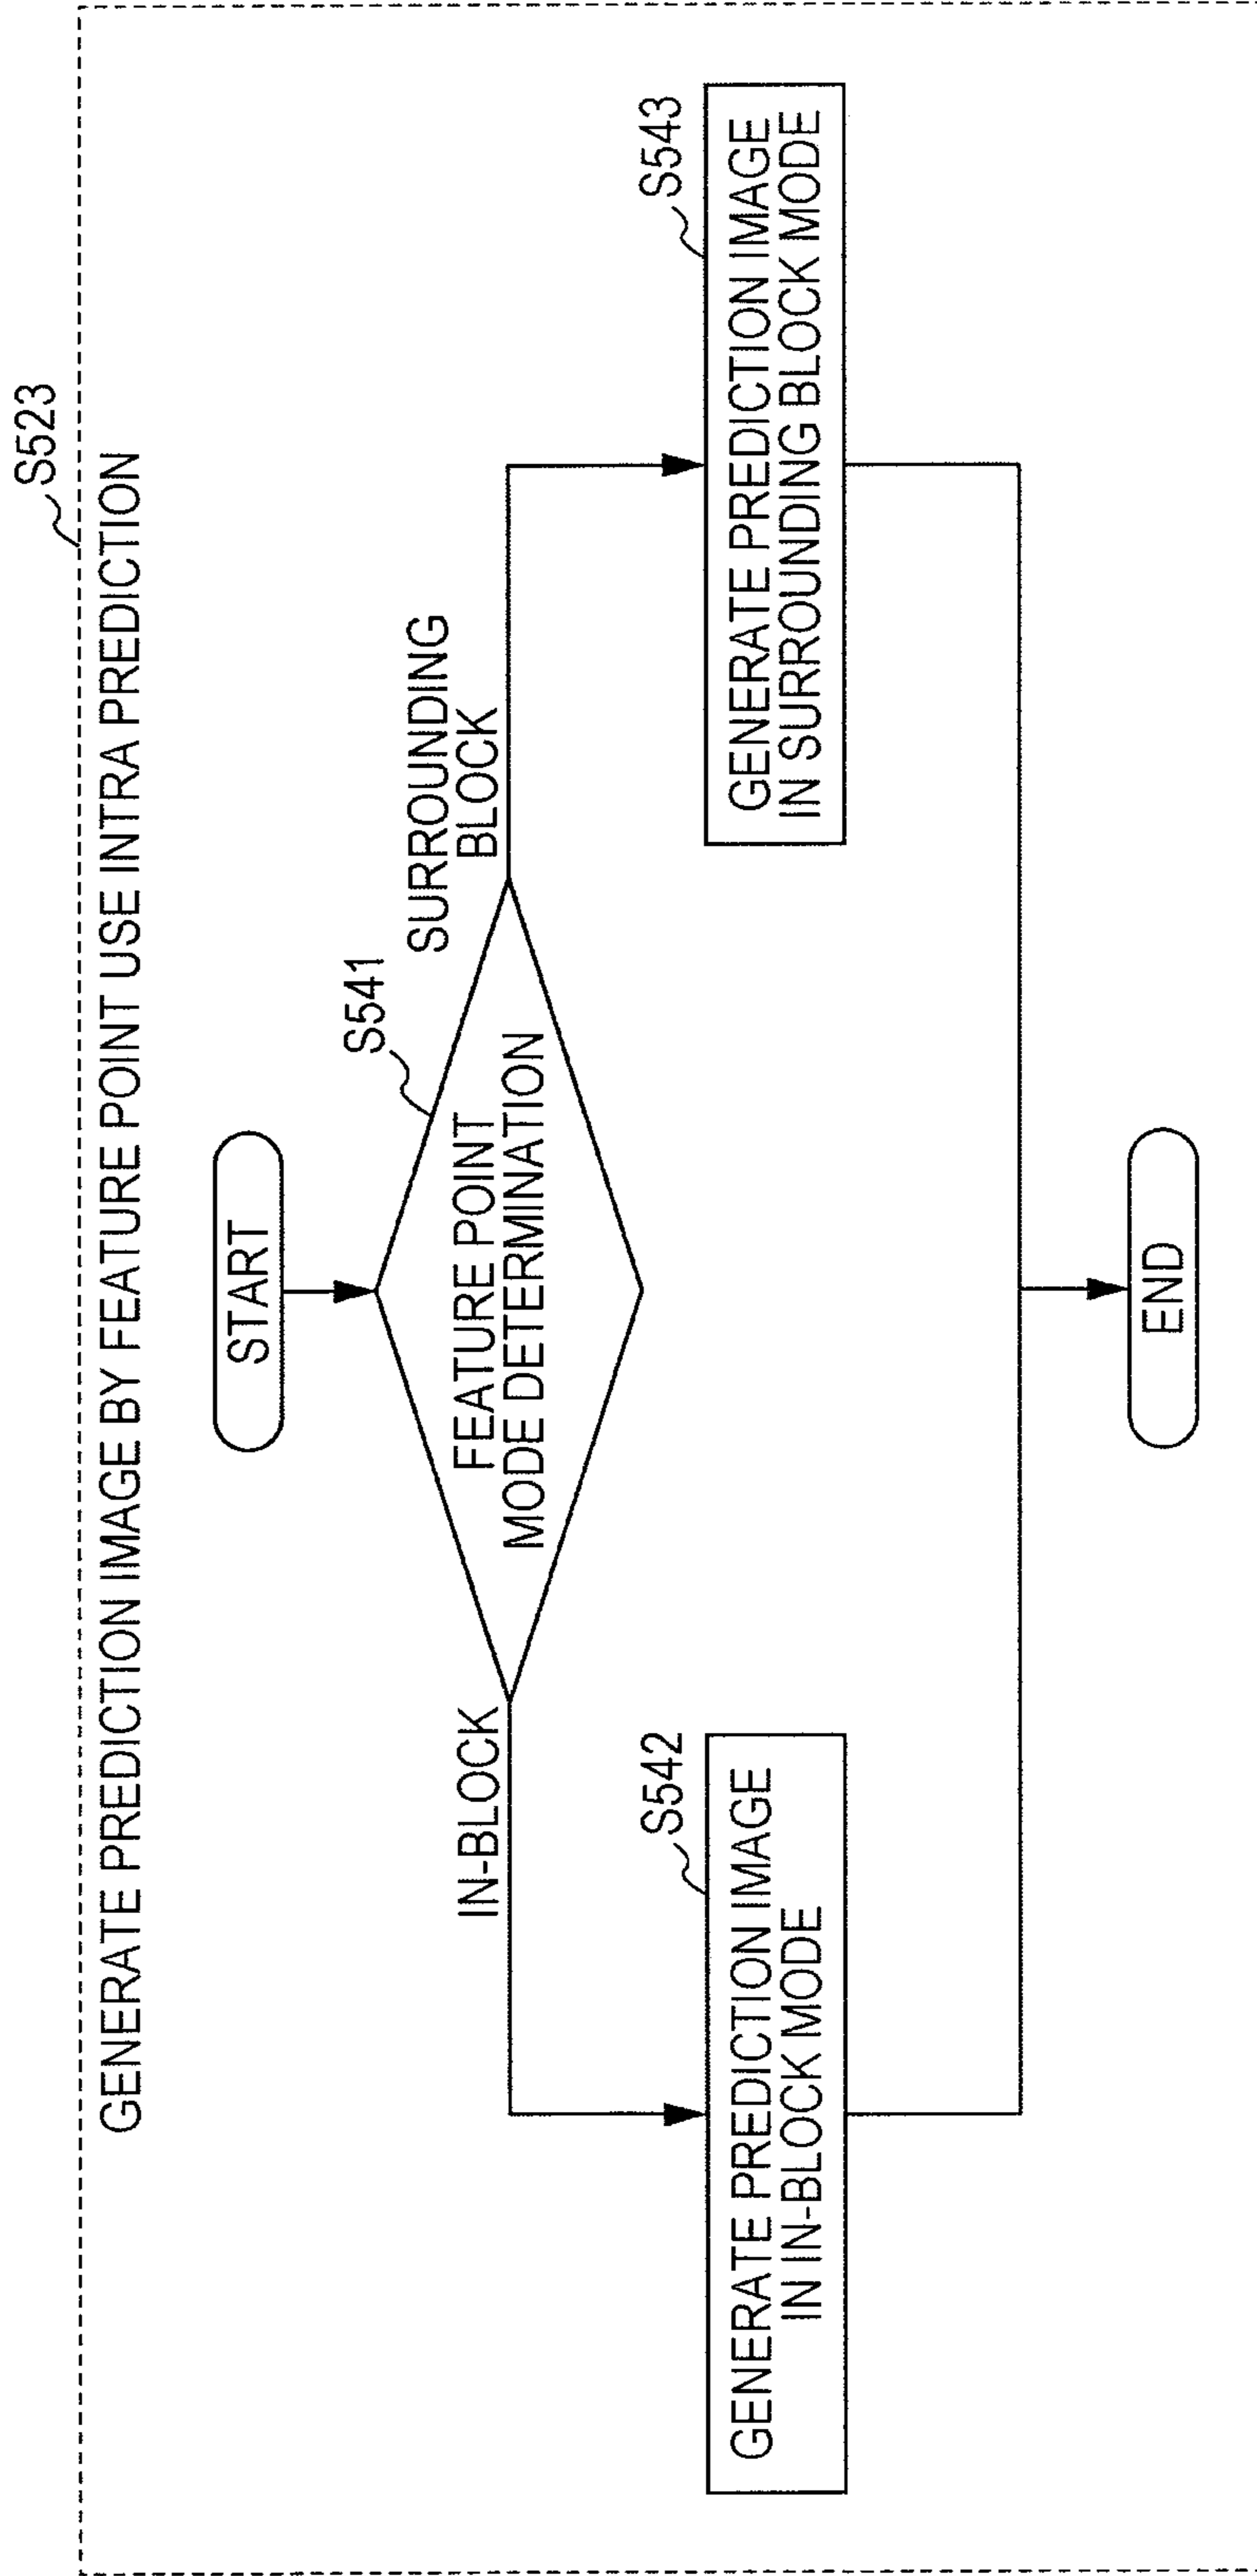 S523
GENERATE PREDICTION IMAGE BY FEATURE POINT USE INTRA PREDICTION
START
S541
FEATURE POINT
MODE DETERMINATION
IN-BLOCK
SURROUNDING
BLOCK
S542
GENERATE PREDICTION IMAGE
IN IN-BLOCK MODE
S543
GENERATE PREDICTION IMAGE
IN SURROUNDING BLOCK MODE
END